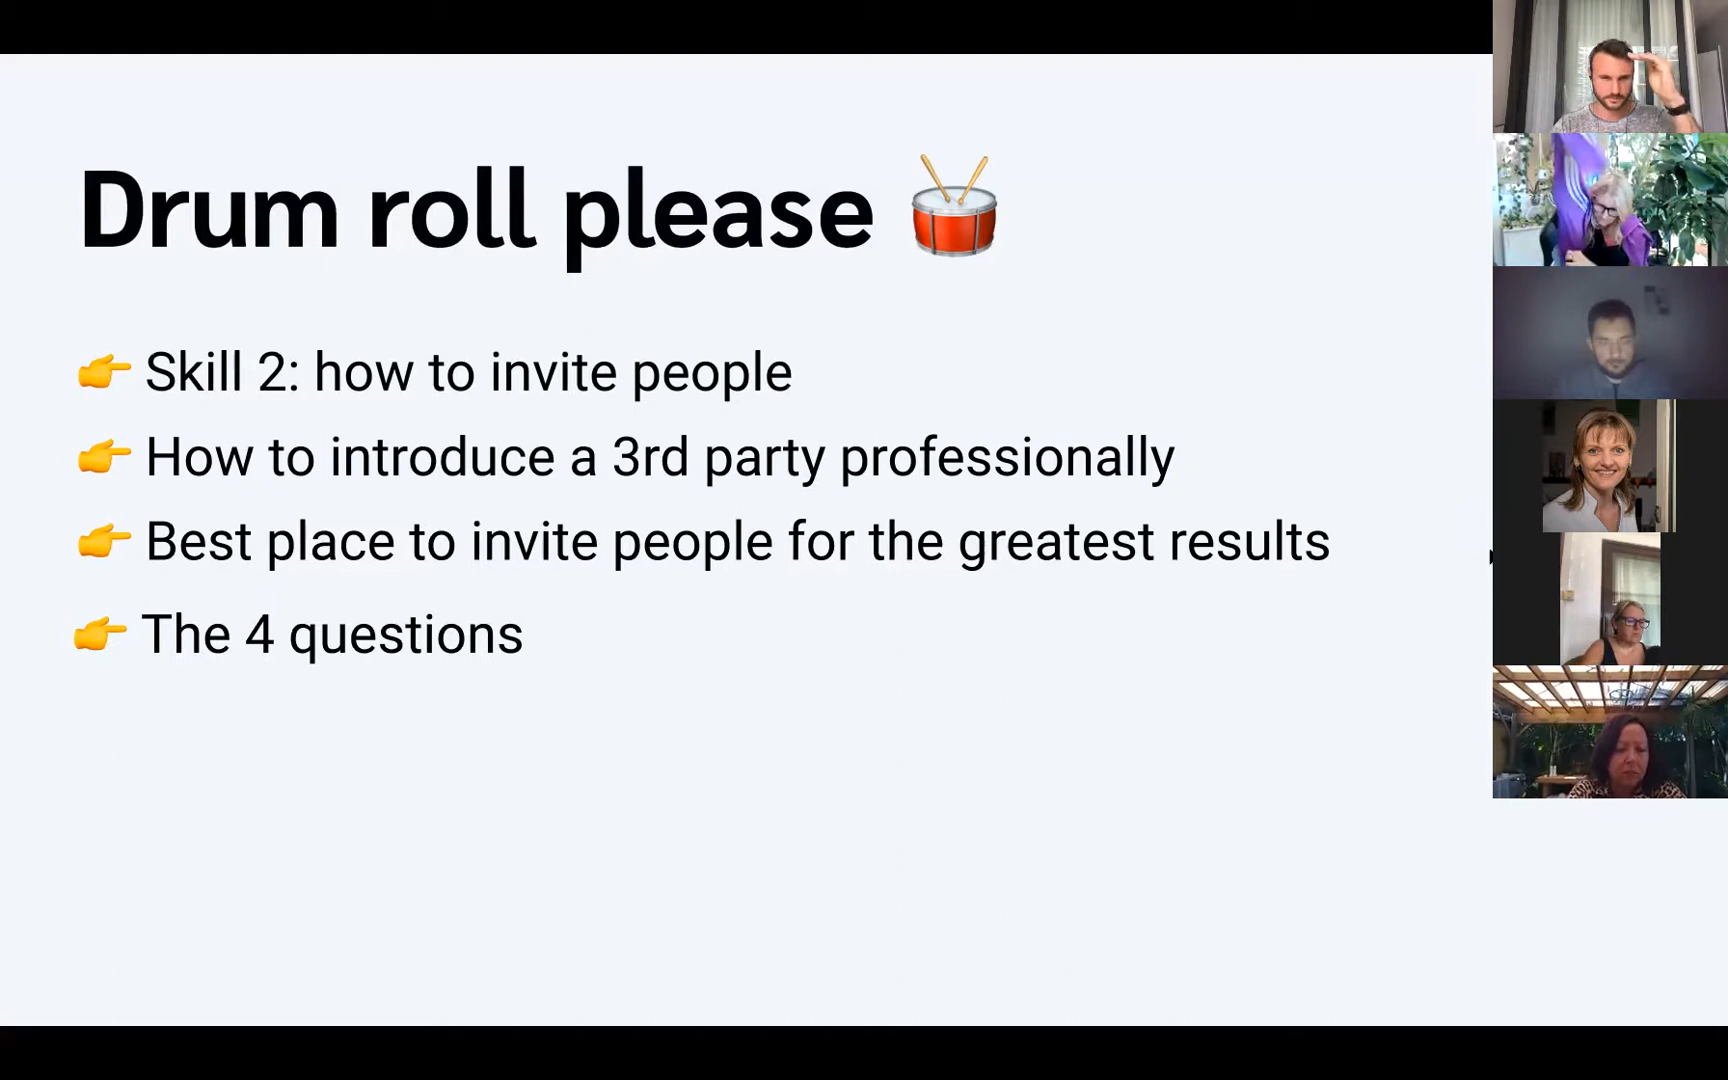 Drum roll please 🥁
👉 Skill 2: how to invite people
👉 How to introduce a 3rd party professionally
👉 Best place to invite people for the greatest results
👉 The 4 questions